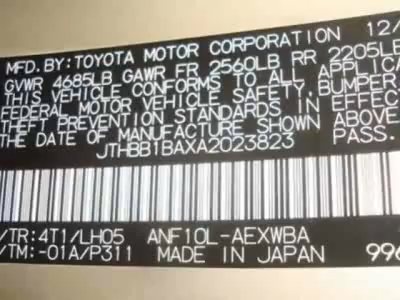 MFD. BY: TOYOTA MOTOR CORPORATION 12/
GVWR 4685LB GAWR FR 2560LB RR 2205LB
THIS VEHICLE CONFORMS TO ALL APPLICA
FEDERAL MOTOR VEHICLE SAFETY, BUMPER
THEFT PREVENTION STANDARDS IN EFFEC
THE DATE OF MANUFACTURE SHOWN ABOVE
JTHBB1BAXA2023823 PASS.
/TR:4T1/LH05 ANF10L-AEXWBA
/TM:-01A/P311 MADE IN JAPAN 996